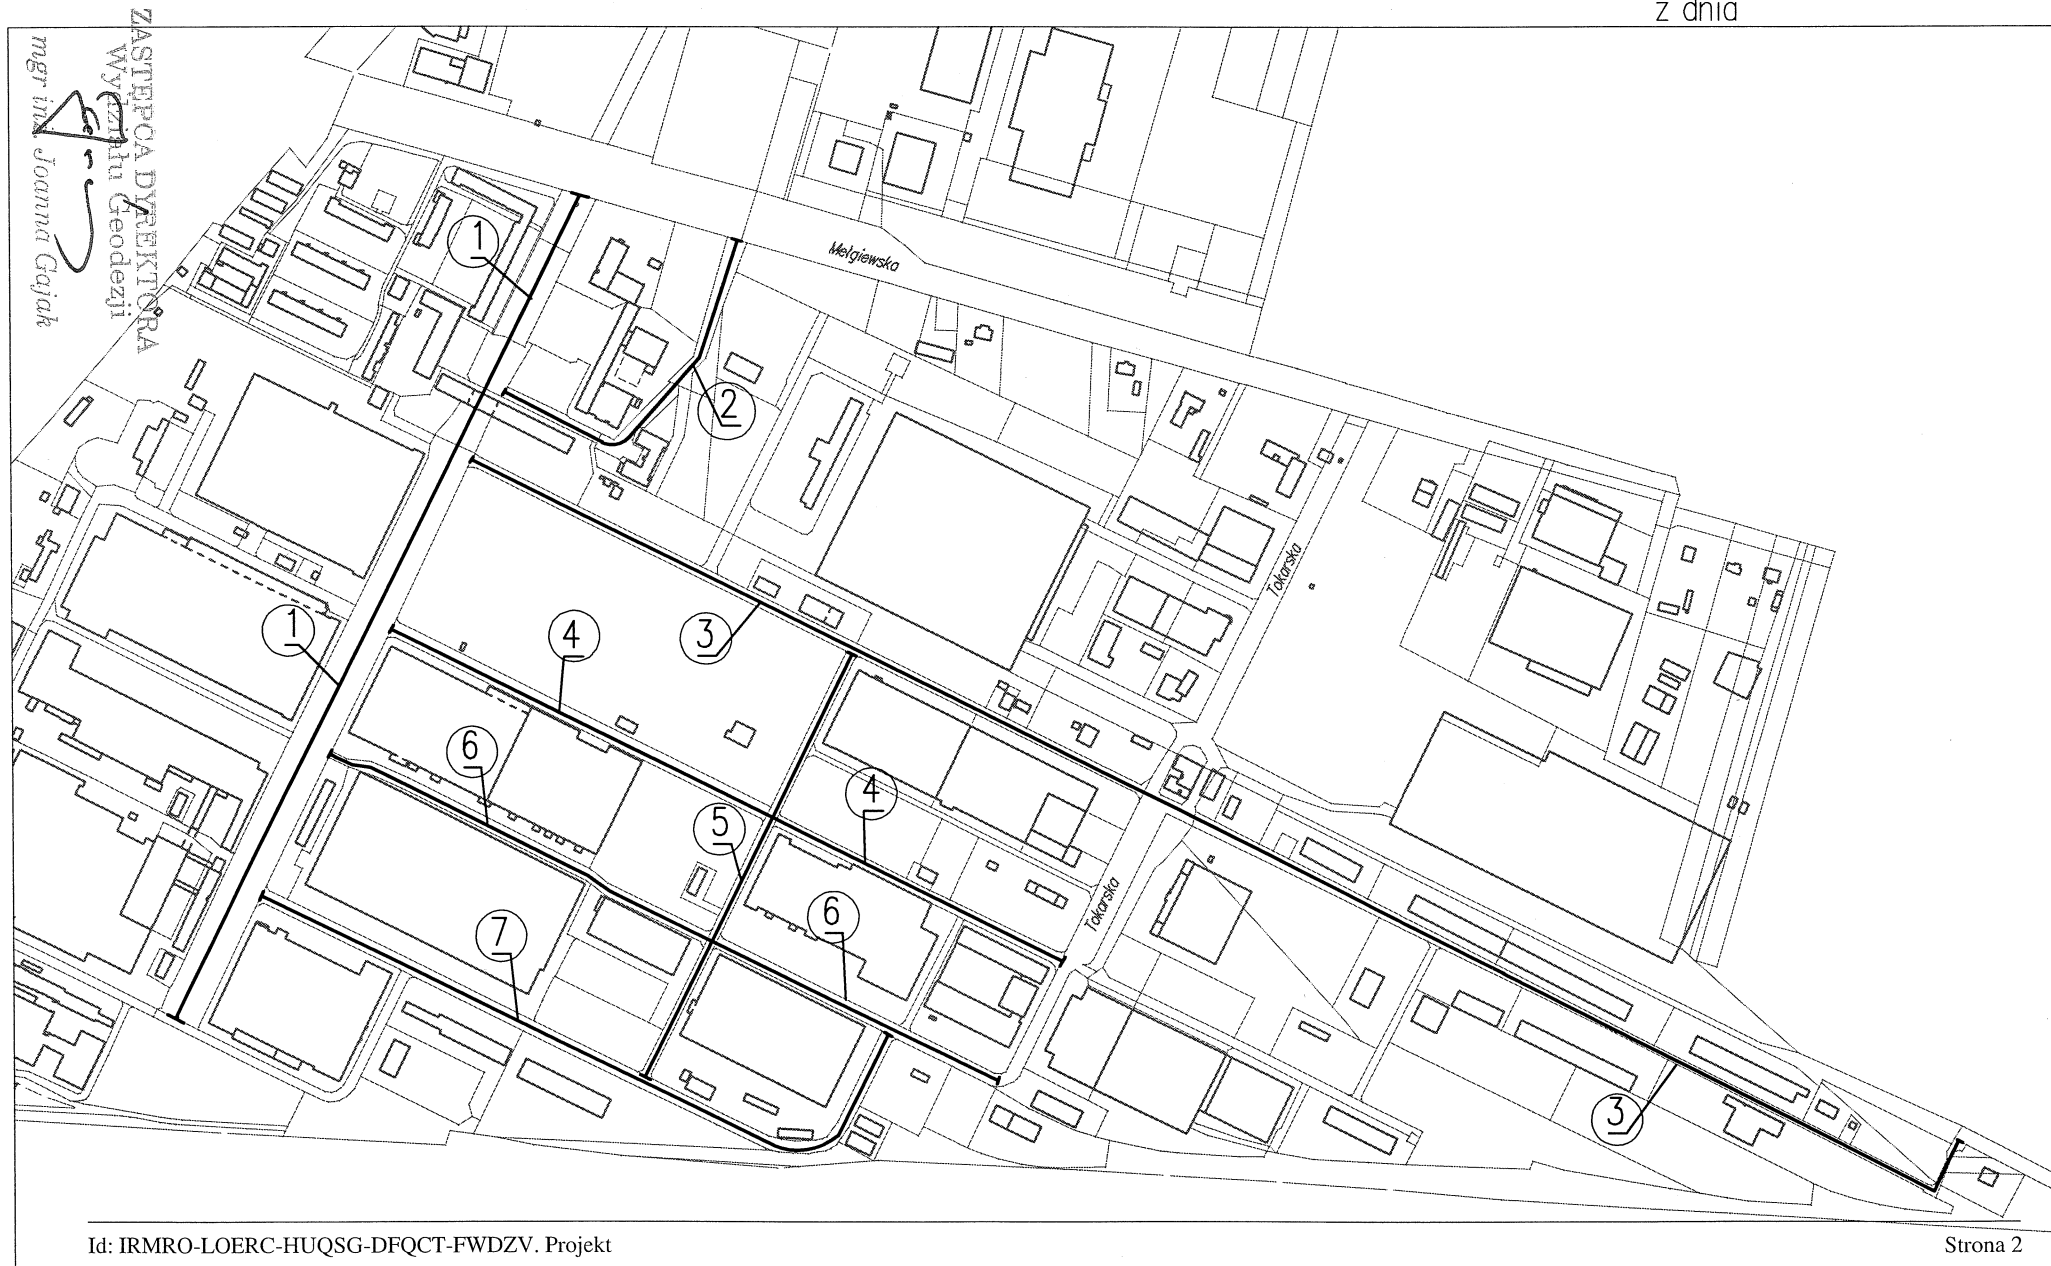 z dnia
ZASTĘPCA DYREKTORA
Wydziału Geodezji
mgr inż. Joanna Gajak
1
Mełgiewska
2
Tokarska
1
4
3
6
4
5
Tokarska
6
7
3
Id: IRMRO-LOERC-HUQSG-DFQCT-FWDZV. Projekt
Strona 2